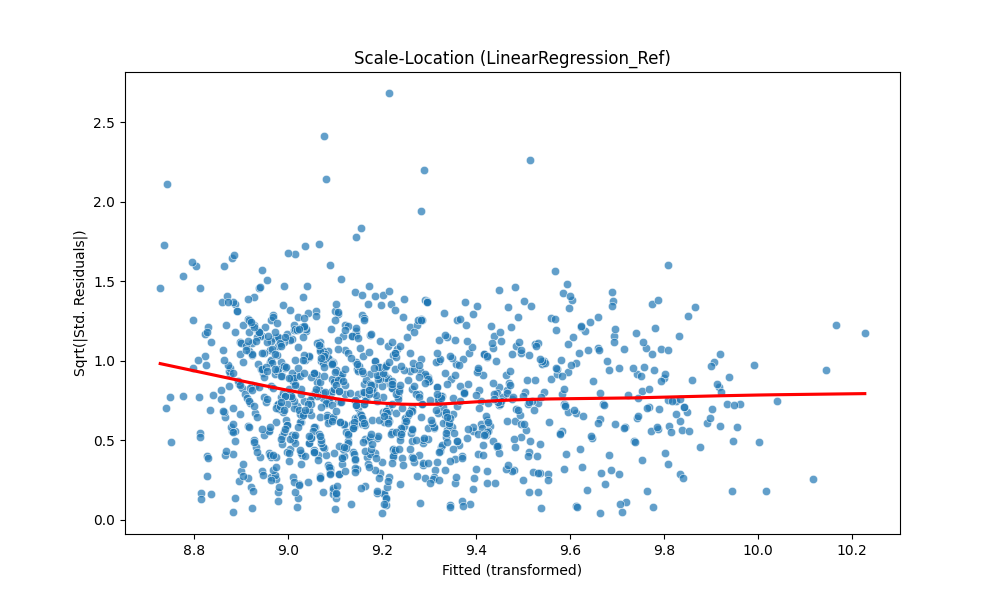 Scale-Location (LinearRegression_Ref)
Sqrt(|Std. Residuals|)
2.5
2.0
1.5
1.0
0.5
0.0
8.8 9.0 9.2 9.4 9.6 9.8 10.0 10.2
Fitted (transformed)